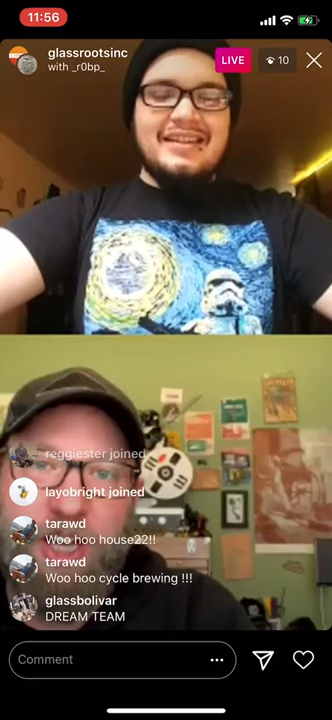 11:56
glassrootsinc
with _r0bp_
LIVE
10
reggiester joined
layobright joined
tarawd
Woo hoo house22!!
tarawd
Woo hoo cycle brewing !!!
glassbolivar
DREAM TEAM
Comment